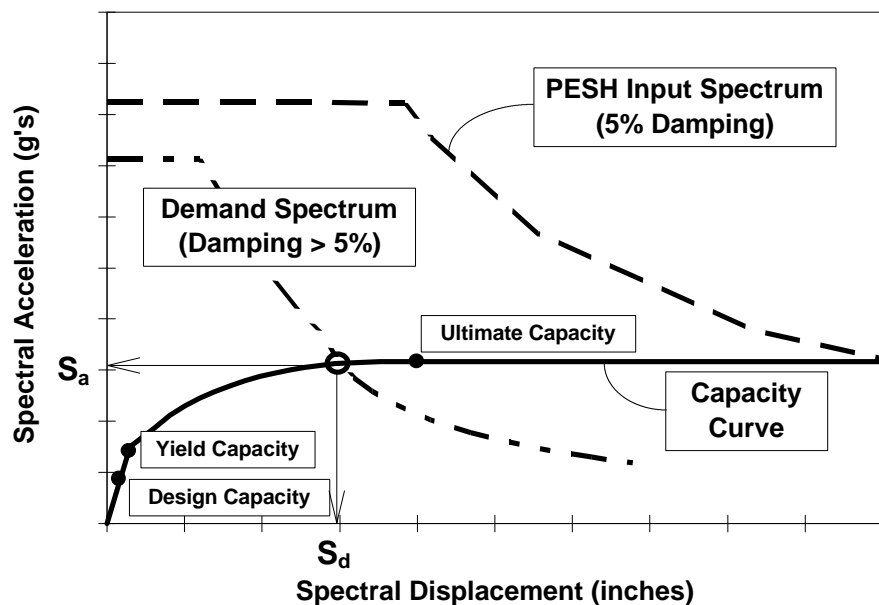 PESH Input Spectrum
(5% Damping)
Demand Spectrum
(Damping > 5%)
Ultimate Capacity
Capacity
Curve
Yield Capacity
Design Capacity
Spectral Acceleration (g's)
Sa
Sd
Spectral Displacement (inches)